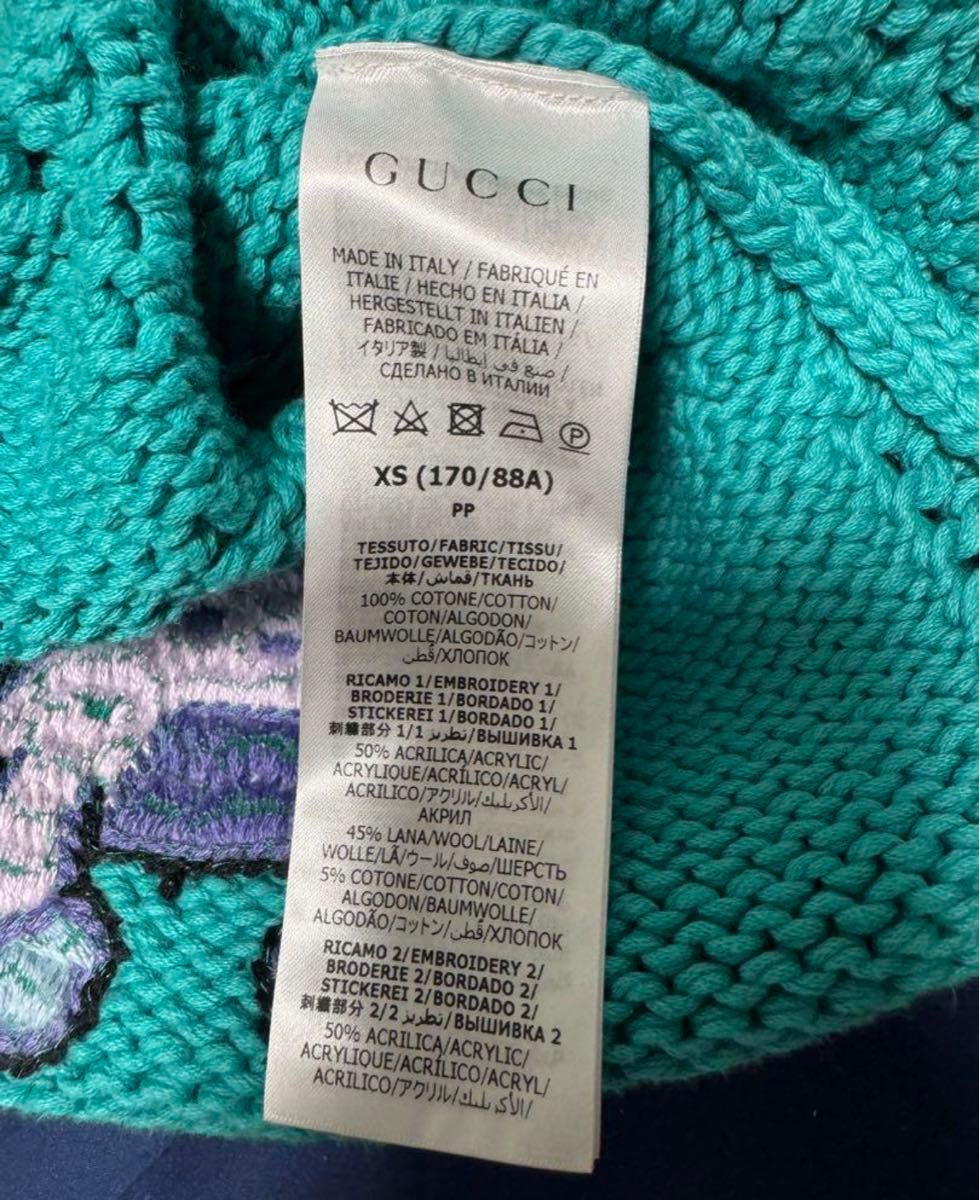 GUCCI
MADE IN ITALY / FABRIQUÉ EN
ITALIE / HECHO EN ITALIA /
HERGESTELLT IN ITALIEN /
FABRICADO EM ITÁLIA /
イタリア製 / صنع في إيطاليا /
СДЕЛАНО В ИТАЛИИ
P
XS (170/88A)
PP
TESSUTO/FABRIC/TISSU/
TEJIDO/GEWEBE/TECIDO/
本体/قماش/ТКАНЬ
100% COTONE/COTTON/
COTON/ALGODON/
BAUMWOLLE/ALGODÃO/コットン/
قطن/ХЛОПОК
RICAMO 1/EMBROIDERY 1/
BRODERIE 1/BORDADO 1/
STICKEREI 1/BORDADO 1/
刺繍部分 1/تطريز 1/ВЫШИВКА 1
50% ACRILICA/ACRYLIC/
ACRYLIQUE/ACRÍLICO/ACRYL/
ACRILICO/アクリル/الأكريليك/
АКРИЛ
45% LANA/WOOL/LAINE/
WOLLE/LÃ/ウール/صوف/ШЕРСТЬ
5% COTONE/COTTON/COTON/
ALGODON/BAUMWOLLE/
ALGODÃO/コットン/قطن/ХЛОПОК
RICAMO 2/EMBROIDERY 2/
BRODERIE 2/BORDADO 2/
STICKEREI 2/BORDADO 2/
刺繍部分 2/تطريز 2/ВЫШИВКА 2
50% ACRILICA/ACRYLIC/
ACRYLIQUE/ACRÍLICO/ACRYL/
ACRILICO/アクリル/الأكريليك/